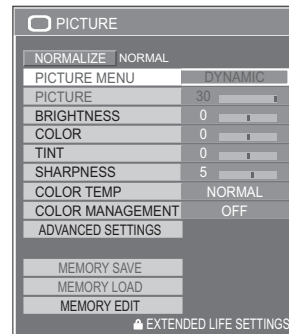 PICTURE
NORMALIZE NORMAL
PICTURE MENU DYNAMIC
PICTURE 30
BRIGHTNESS 0
COLOR 0
TINT 0
SHARPNESS 5
COLOR TEMP NORMAL
COLOR MANAGEMENT OFF
ADVANCED SETTINGS
MEMORY SAVE
MEMORY LOAD
MEMORY EDIT
EXTENDED LIFE SETTINGS